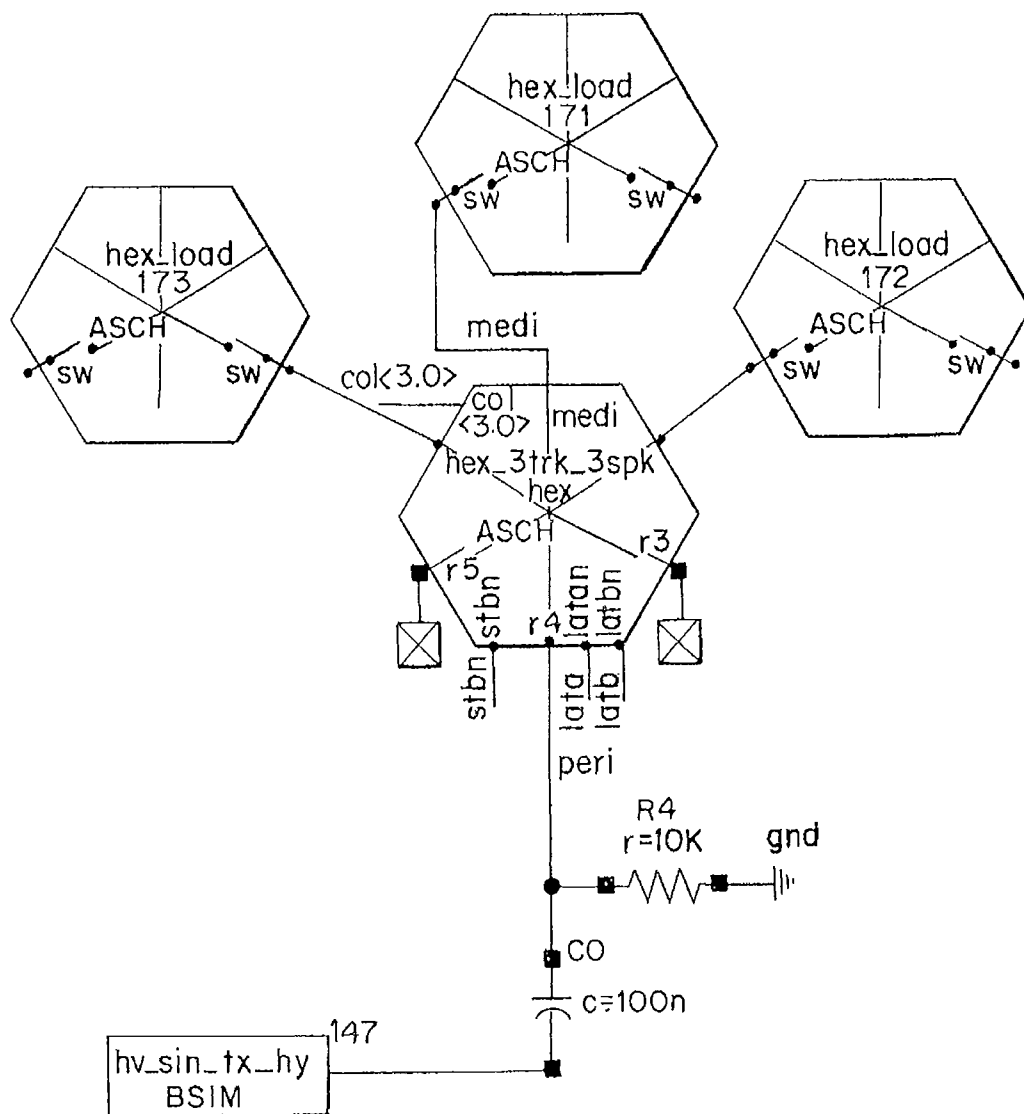 hex_load
171
ASCH
sw
sw
hex_load
173
ASCH
sw
sw
hex_load
172
ASCH
sw
sw
medi
col<3.0>
col
<3.0>
medi
hex_3trk_3spk
hex
ASCH
r5
r3
r4
stbn
latan
latbn
stbn
lata
latb
peri
R4
r=10K
gnd
CO
c=100n
147
hv_sin_tx_hy
BSIM